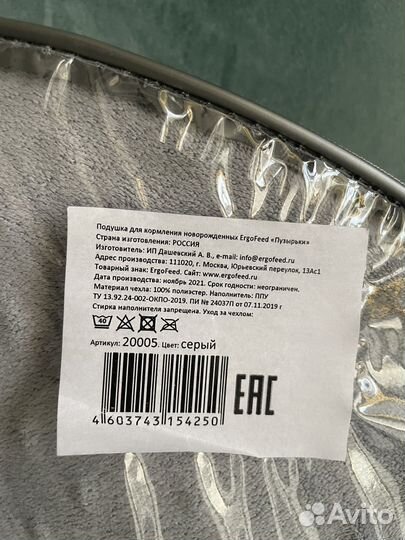 Подушка для кормления новорожденных ErgoFeed «Пузырьки»
Страна изготовления: РОССИЯ
Изготовитель: ИП Дашевский А. В., e-mail: info@ergofeed.ru
Адрес производства: 111020, г. Москва, Юрьевский переулок, 13Ас1
Товарный знак: ErgoFeed. Сайт: www.ergofeed.ru
Дата производства: ноябрь 2021. Срок годности: неограничен.
Материал чехла: 100% полиэстер. Наполнитель: ППУ
ТУ 13.92.24-002-ОКПО-2019. ПИ № 24037П от 07.11.2019 г
Стирка наполнителя запрещена. Уход за чехлом:
40
Артикул: 20005 Цвет: серый
EAC
4 603743 154250
Avito